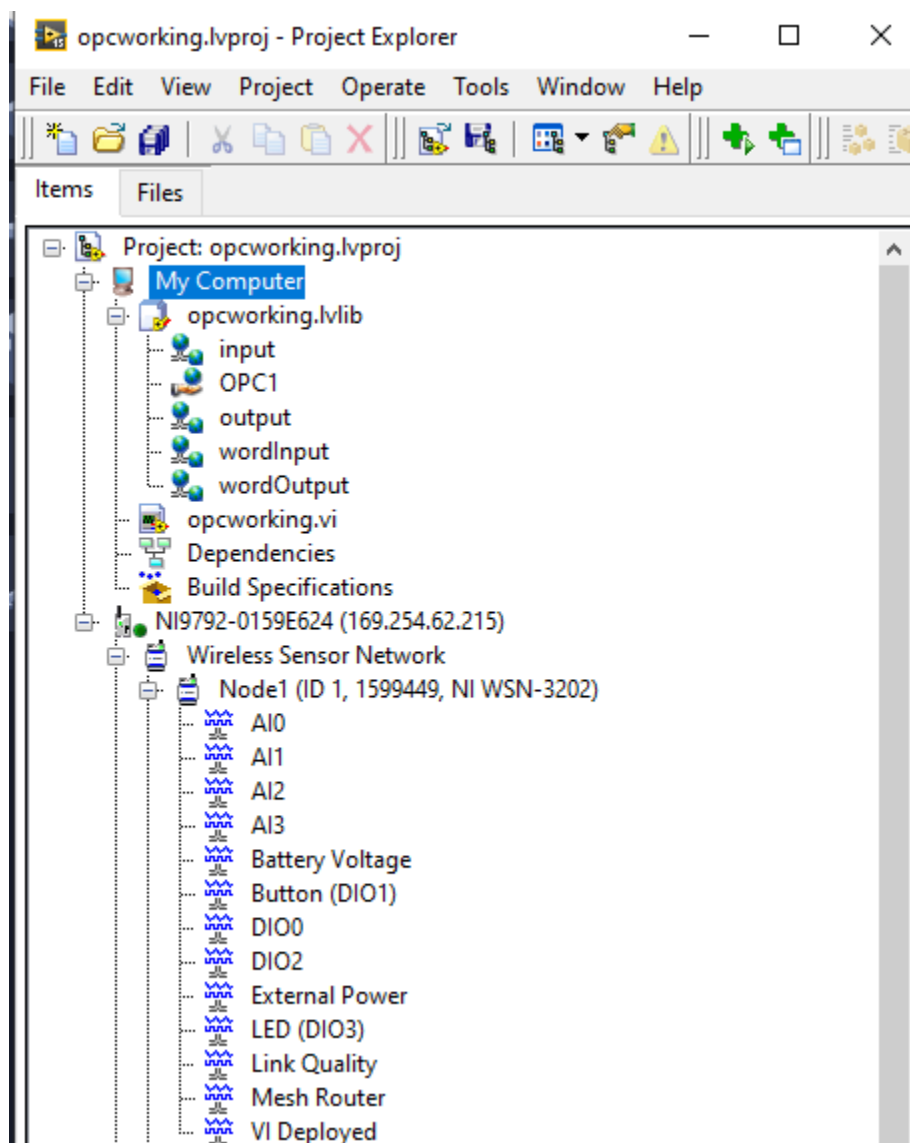 opcworking.lvproj - Project Explorer
File Edit View Project Operate Tools Window Help
Items Files
Project: opcworking.lvproj
My Computer
opcworking.lvlib
input
OPC1
output
wordInput
wordOutput
opcworking.vi
Dependencies
Build Specifications
NI9792-0159E624 (169.254.62.215)
Wireless Sensor Network
Node1 (ID 1, 1599449, NI WSN-3202)
AI0
AI1
AI2
AI3
Battery Voltage
Button (DIO1)
DIO0
DIO2
External Power
LED (DIO3)
Link Quality
Mesh Router
VI Deployed